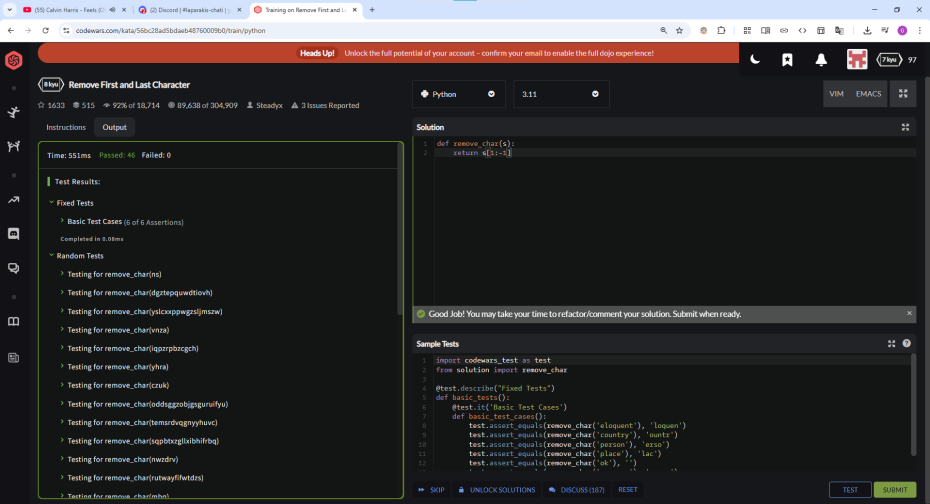 (55) Calvin Harris - Feels (O
(2) Discord | #laparakis-chati | y
Training on Remove First and La
codewars.com/kata/56bc28ad5bdaeb48760009b0/train/python
Heads Up! Unlock the full potential of your account – confirm your email to enable the full dojo experience!
7 kyu 97
8 kyu Remove First and Last Character
1633 515 92% of 18,714 89,638 of 304,909 Steadyx 3 Issues Reported
Python
3.11
VIM EMACS
Instructions Output
Time: 551ms Passed: 46 Failed: 0
Test Results:
Fixed Tests
Basic Test Cases (6 of 6 Assertions)
Completed in 0.08ms
Random Tests
Testing for remove_char(ns)
Testing for remove_char(dgztepquwdtiovh)
Testing for remove_char(yslcxxppwgzsljmszw)
Testing for remove_char(vnza)
Testing for remove_char(iqpzrpbzcgch)
Testing for remove_char(yhra)
Testing for remove_char(czuk)
Testing for remove_char(oddsggzobjgsguruifyu)
Testing for remove_char(temsrdvqgnyyhuvc)
Testing for remove_char(sqpbtxzgllxibhifrbq)
Testing for remove_char(nwzdrv)
Testing for remove_char(rutwayfifwtdzs)
Testing for remove_char(mhq)
Solution
1 def remove_char(s):
2 return s[1:-1]
Good Job! You may take your time to refactor/comment your solution. Submit when ready.
Sample Tests
1 import codewars_test as test
2 from solution import remove_char
3
4 @test.describe("Fixed Tests")
5 def basic_tests():
6 @test.it('Basic Test Cases')
7 def basic_test_cases():
8 test.assert_equals(remove_char('eloquent'), 'loquen')
9 test.assert_equals(remove_char('country'), 'ountr')
10 test.assert_equals(remove_char('person'), 'erso')
11 test.assert_equals(remove_char('place'), 'lac')
12 test.assert_equals(remove_char('ok'), '')
SKIP UNLOCK SOLUTIONS DISCUSS (187) RESET
TEST SUBMIT